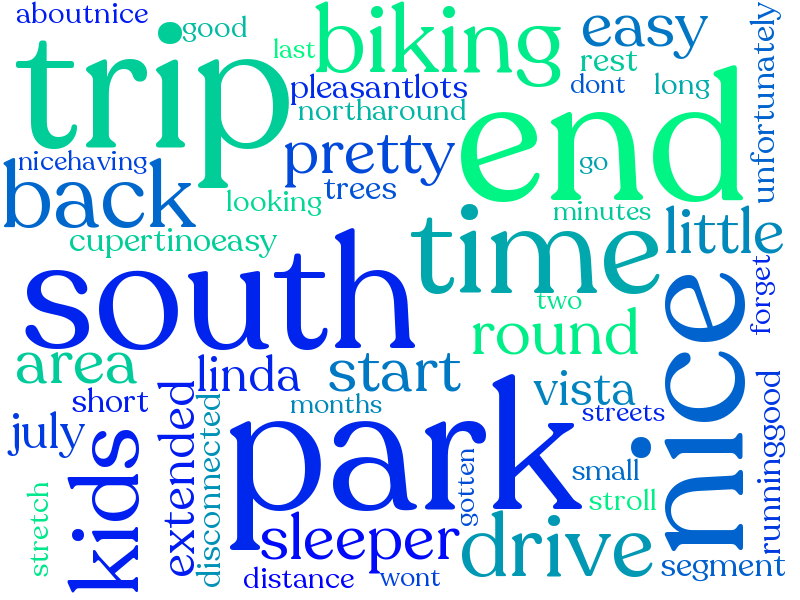 aboutnice
good
biking
easy
last
rest
trip
pleasantlots
dont
long
unfortunately
northaround
end
pretty
nicehaving
go
back
trees
looking
minutes
little
cupertinoeasy
time
south
two
forget
round
nice
area
linda
start
vista
short
months
streets
july
extended
disconnected
park
kids
small
runninggood
gotten
stretch
stroll
sleeper
drive
segment
distance
wont